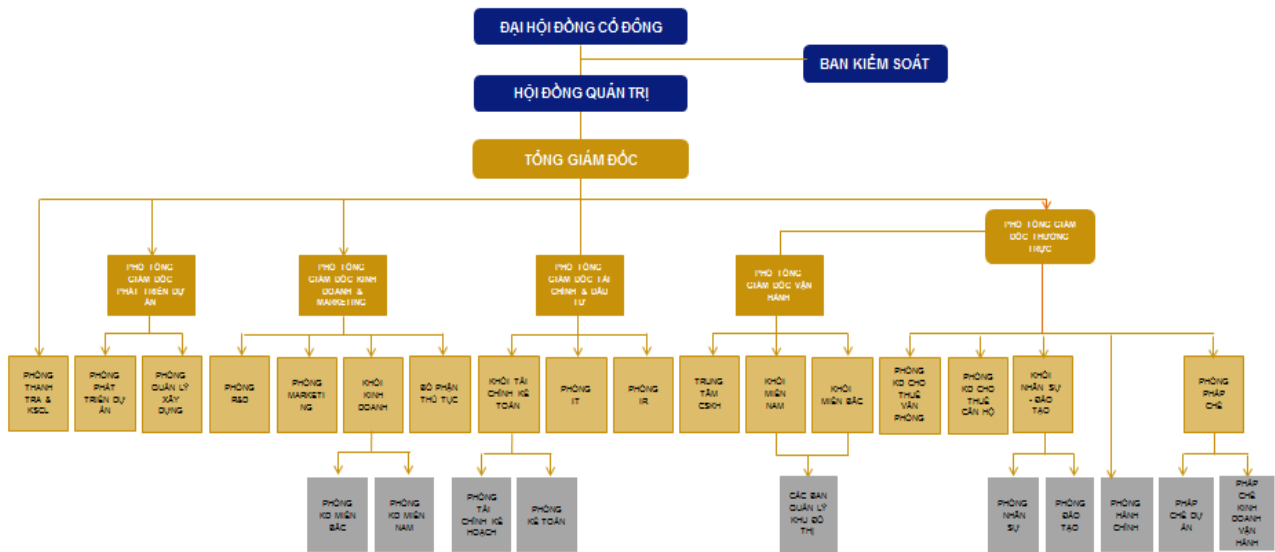 ĐẠI HỘI ĐỒNG CỔ ĐÔNG
BAN KIỂM SOÁT
HỘI ĐỒNG QUẢN TRỊ
TỔNG GIÁM ĐỐC
PHÓ TỔNG GIÁM
ĐỐC THƯỜNG
TRỰC
PHÓ TỔNG
GIÁM ĐỐC
PHÁT TRIỂN DỰ
ÁN
PHÓ TỔNG
GIÁM ĐỐC KINH
DOANH &
MARKETING
PHÓ TỔNG
GIÁM ĐỐC TÀI
CHÍNH & ĐẦU
TƯ
PHÓ TỔNG
GIÁM ĐỐC VẬN
HÀNH
PHÒNG
THANH
TRA &
KSCL
PHÒNG
PHÁT
TRIỂN DỰ
ÁN
PHÒNG
QUẢN LÝ
XÂY
DỰNG
PHÒNG
R&D
PHÒNG
MARKETI
NG
KHỐI
KINH
DOANH
BỘ PHẬN
THỦ TỤC
KHỐI TÀI
CHÍNH KẾ
TOÁN
PHÒNG
IT
PHÒNG
IR
TRUNG
TÂM
CSKH
KHỐI
MIỀN
NAM
KHỐI
MIỀN BẮC
PHÒNG
KD CHO
THUÊ
VĂN
PHÒNG
PHÒNG
KD CHO
THUÊ
CĂN HỘ
KHỐI
NHÂN SỰ
- ĐÀO
TẠO
PHÒNG
PHÁP
CHẾ
PHÒNG
KD MIỀN
BẮC
PHÒNG
KD MIỀN
NAM
PHÒNG
TÀI
CHÍNH KẾ
HOẠCH
PHÒNG
KẾ TOÁN
CÁC BAN
QUẢN LÝ
KHU ĐÔ
THỊ
PHÒNG
NHÂN
SỰ
PHÒNG
ĐÀO
TẠO
PHÒNG
HÀNH
CHÍNH
PHÁP
CHẾ DỰ
ÁN
PHÁP
CHẾ
KINH
DOANH
VẬN
HÀNH